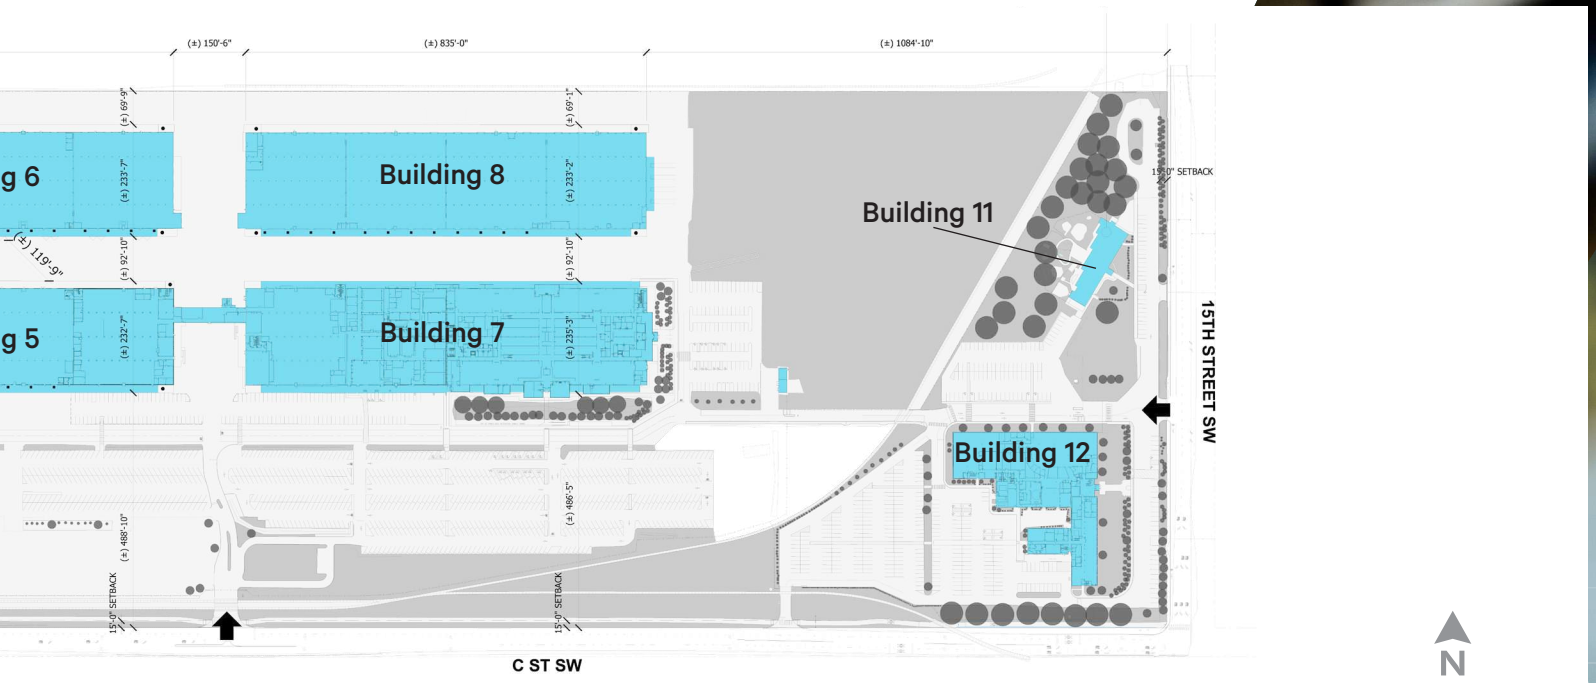 (±) 150'-6"
(±) 835'-0"
(±) 1084'-10"
(±) 69'-9"
(±) 69'-1"
g 6
(±) 233'-7"
Building 8
(±) 233'-2"
15'-0" SETBACK
Building 11
(±) 119'-9"
(±) 92'-10"
(±) 92'-10"
g 5
(±) 232'-7"
Building 7
(±) 235'-3"
15TH STREET SW
Building 12
(±) 488'-10"
(±) 486'-5"
15'-0" SETBACK
15'-0" SETBACK
C ST SW
N